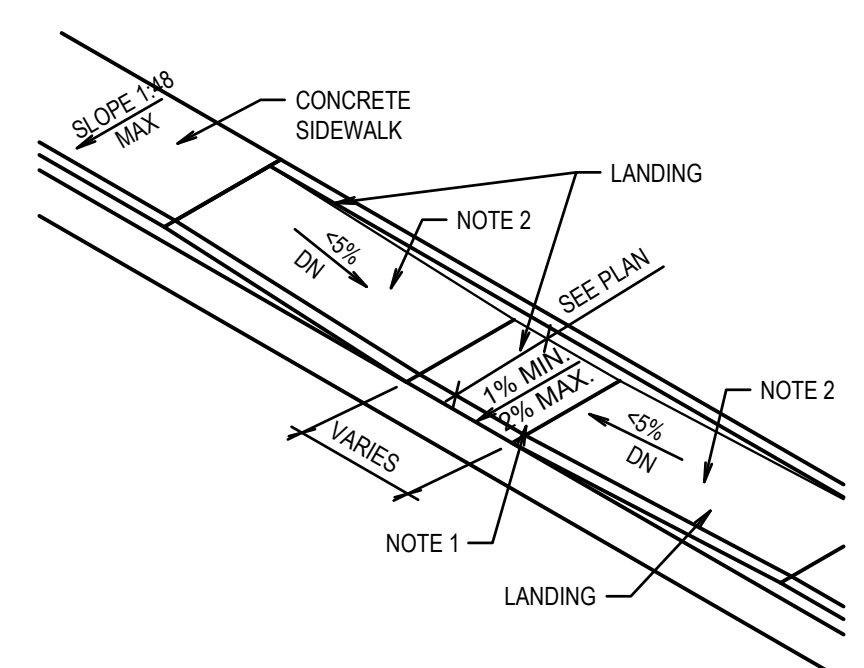 SLOPE 1:48
MAX
CONCRETE
SIDEWALK
LANDING
NOTE 2
<5%
DN
SEE PLAN
1% MIN.
2% MAX.
NOTE 2
<5%
DN
VARIES
NOTE 1
LANDING